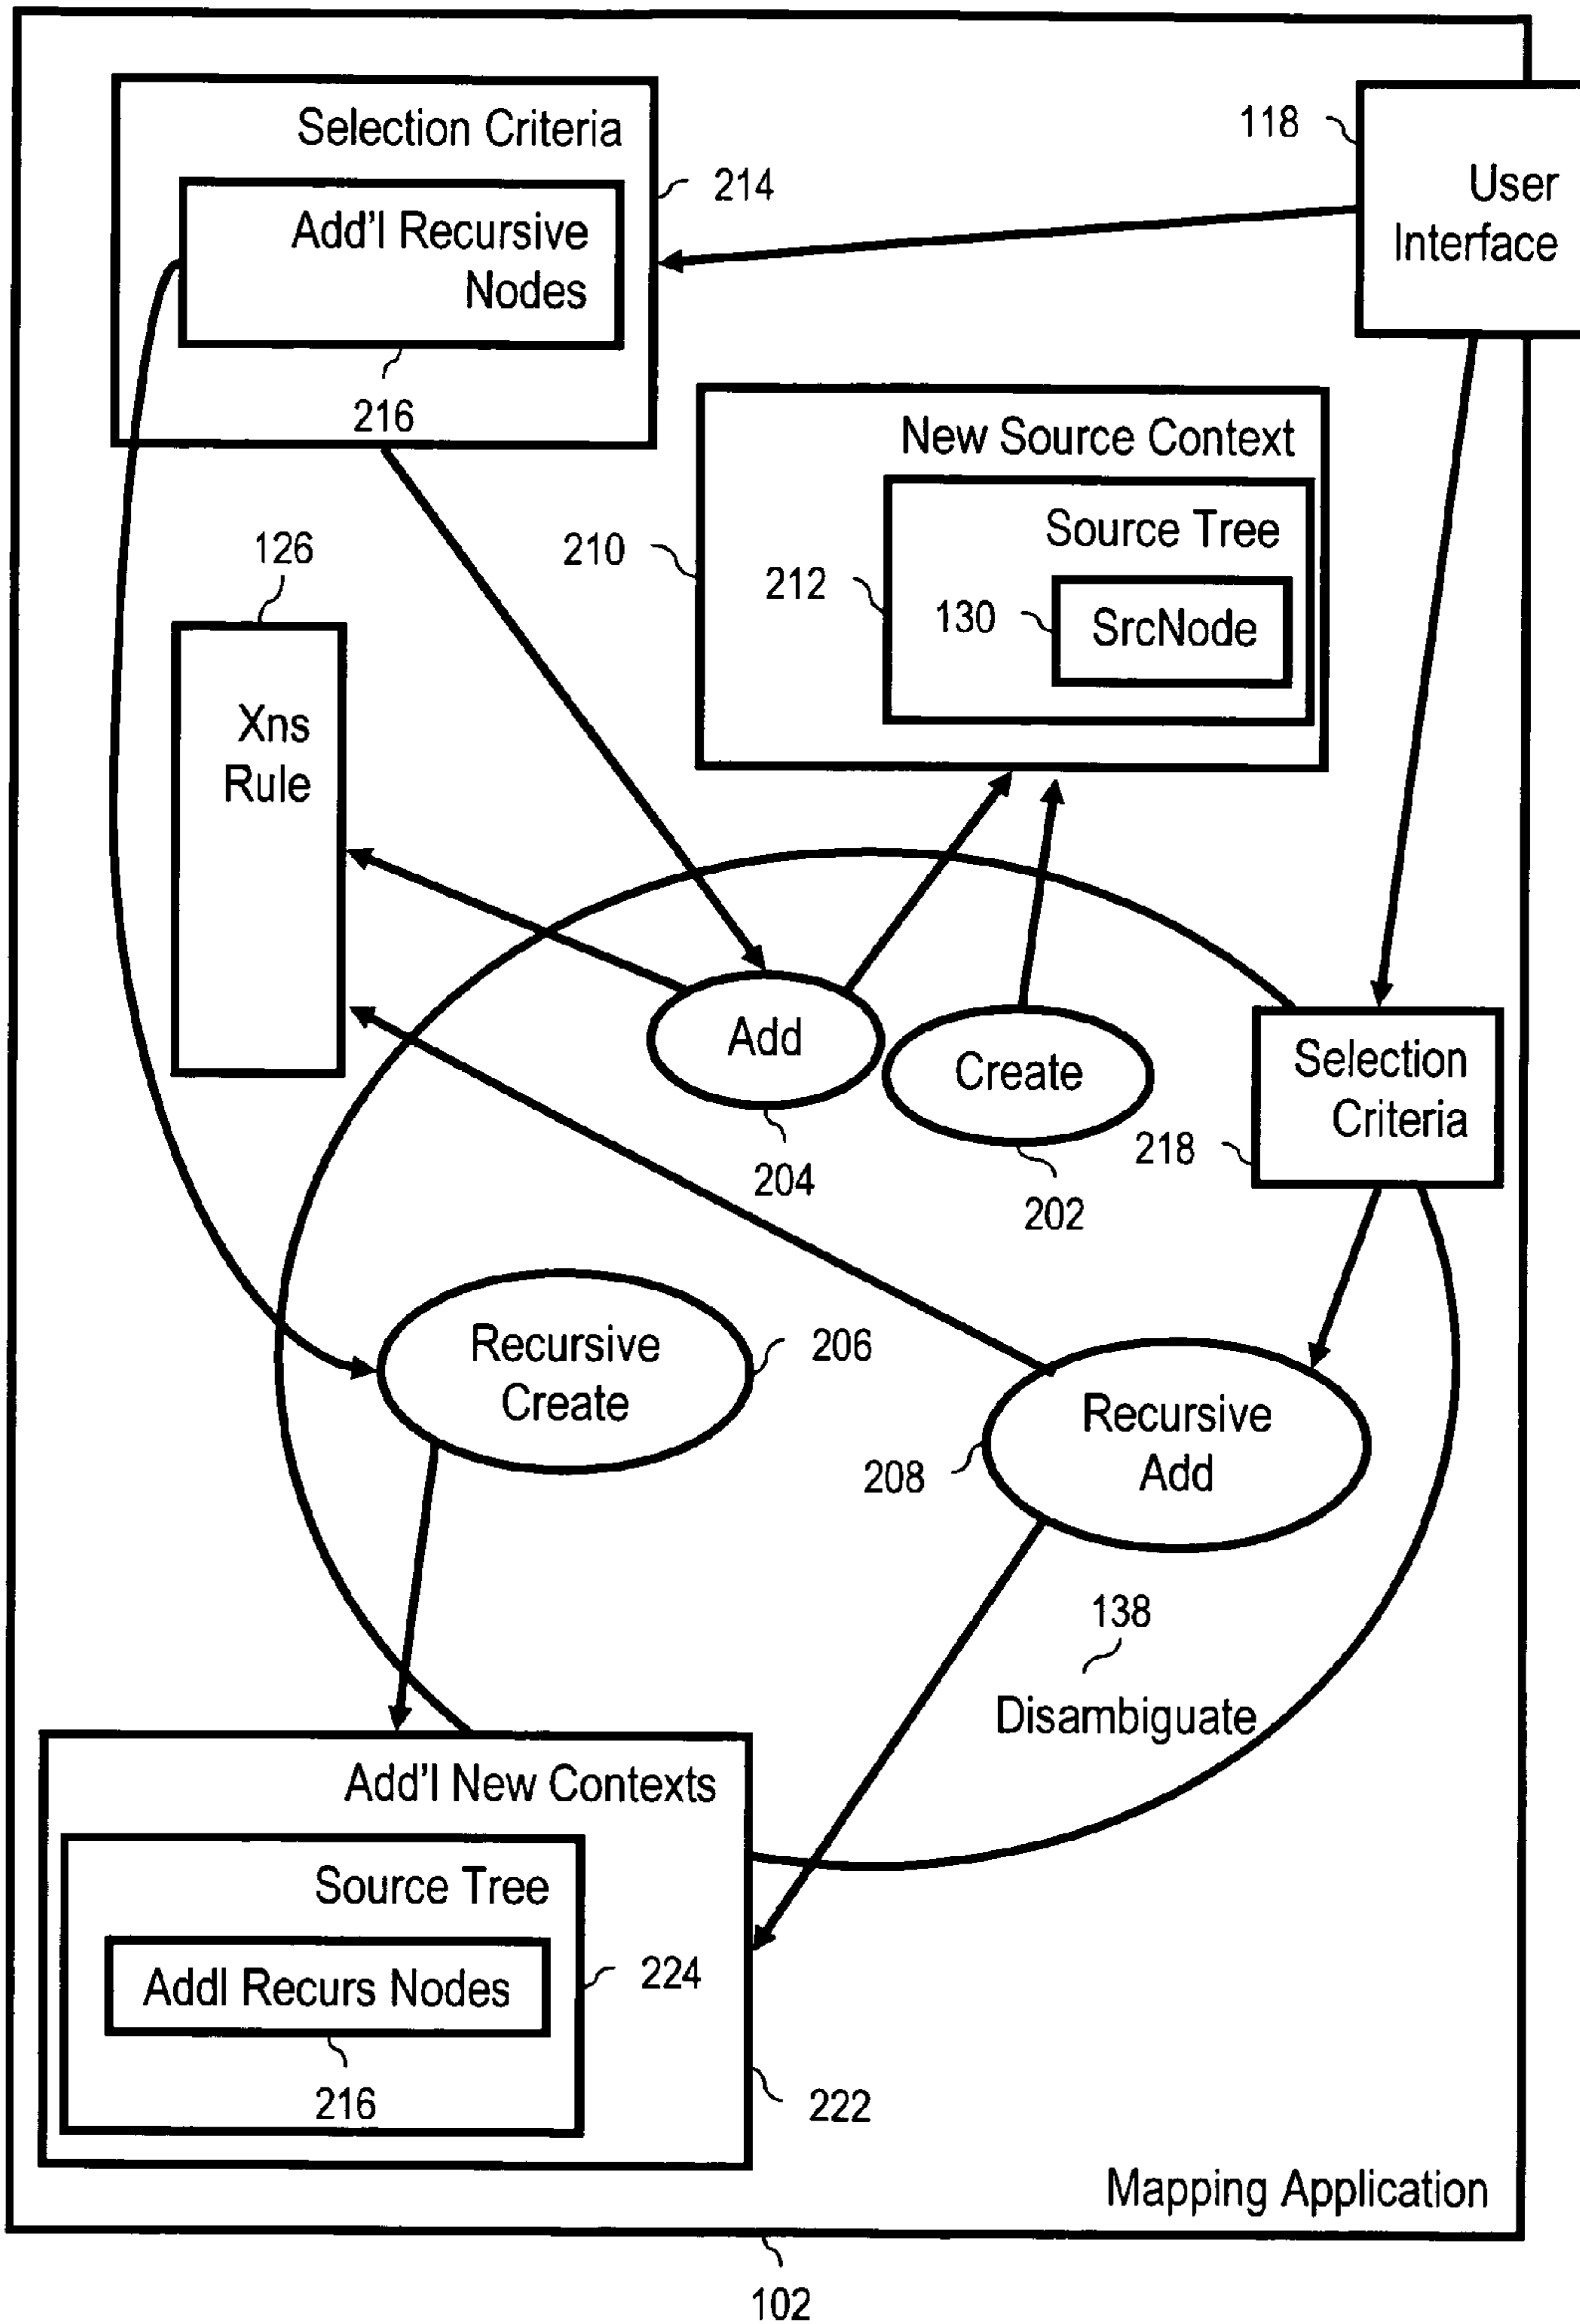 Selection Criteria
214
Add'l Recursive
Nodes
216
118
User
Interface
New Source Context
210
Source Tree
212
130
SrcNode
126
Xns
Rule
Add
204
Create
202
Selection
Criteria
218
Recursive
Create
206
Recursive
Add
208
138
Disambiguate
Add'l New Contexts
Source Tree
Addl Recurs Nodes
224
216
222
Mapping Application
102